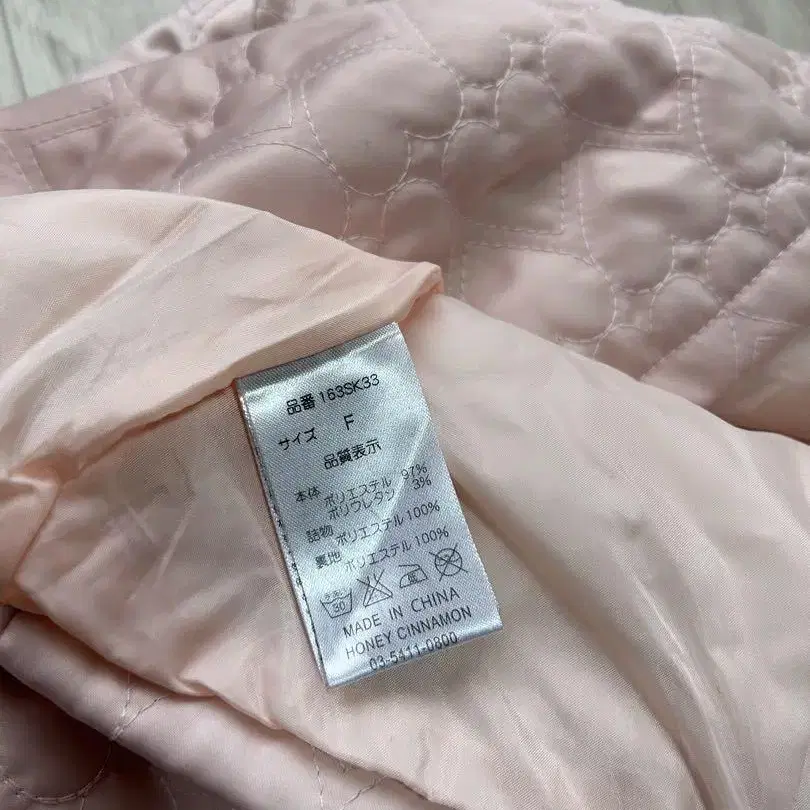 品番 163SK33
サイズ F
品質表示
本体 ポリエステル 97%
ポリウレタン 3%
詰物 ポリエステル 100%
裏地
ポリエステル 100%
30
MADE IN CHINA
HONEY CINNAMON
03-5411-0800